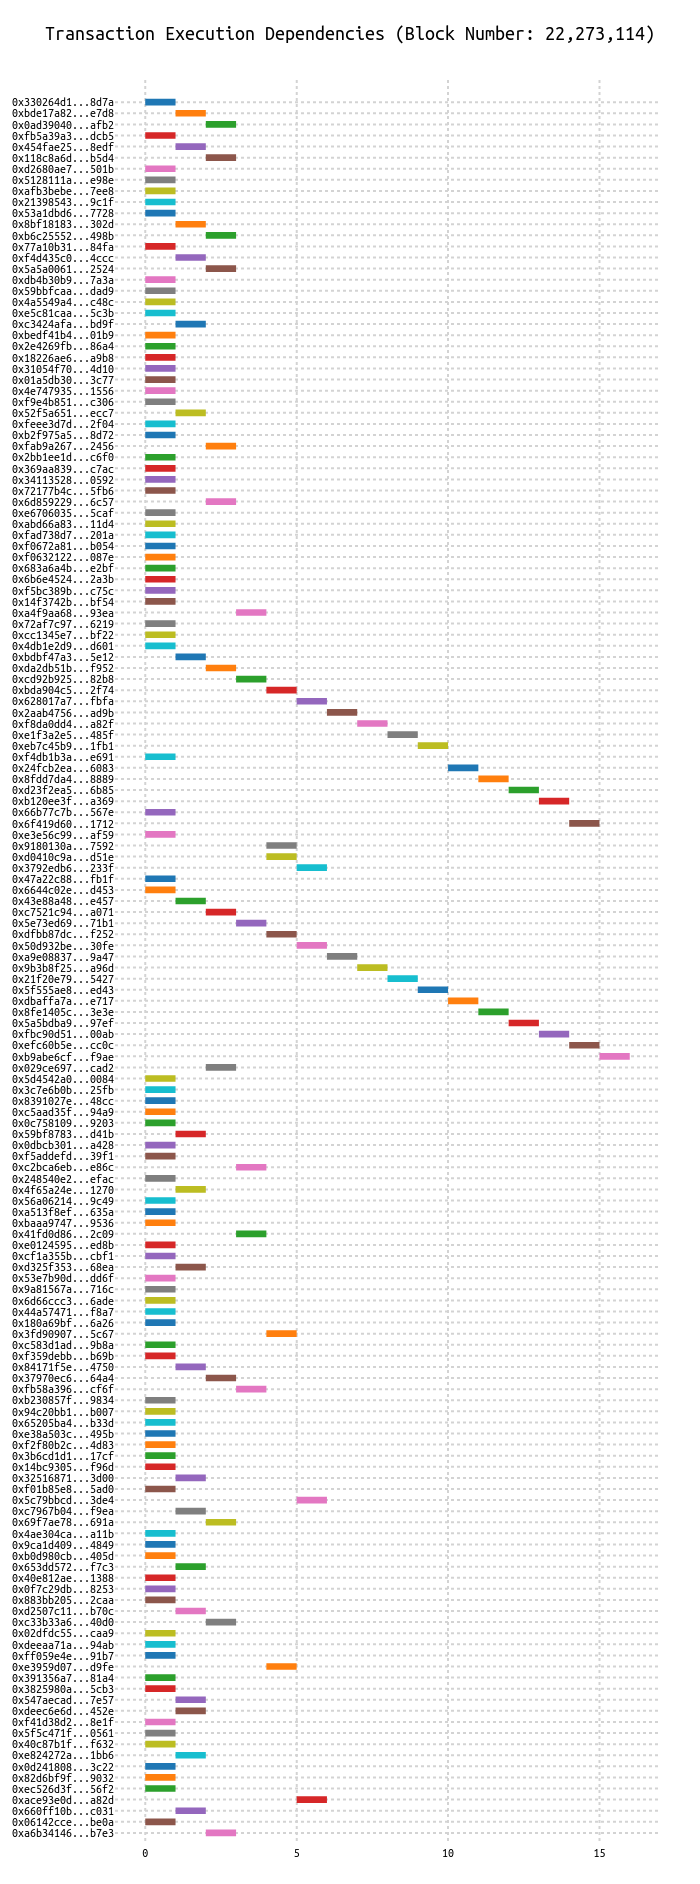 Transaction Execution Dependencies (Block Number: 22,273,114)
0x330264d1...8d7a
0xbde17a82...e7d8
0x0ad39040...afb2
0xfb5a39a3...dcb5
0x454fae25...8edf
0x118c8a6d...b5d4
0xd2680ae7...501b
0x5128111a...e98e
0xafb3bebe...7ee8
0x21398543...9c1f
0x53a1dbd6...7728
0x8bf18183...302d
0xb6c25552...498b
0x77a10b31...84fa
0xf4d435c0...4ccc
0x5a5a0061...2524
0xdb4b30b9...7a3a
0x59bbfcaa...dad9
0x4a5549a4...c48c
0xe5c81caa...5c3b
0xc3424afa...bd9f
0xbedf41b4...01b9
0x2e4269fb...86a4
0x18226ae6...a9b8
0x31054f70...4d10
0x01a5db30...3c77
0x4e747935...1556
0xf9e4b851...c306
0x52f5a651...ecc7
0xfeee3d7d...2f04
0xb2f975a5...8d72
0xfab9a267...2456
0x2bb1ee1d...c6f0
0x369aa839...c7ac
0x34113528...0592
0x72177b4c...5fb6
0x6d859229...6c57
0xe6706035...5caf
0xabd66a83...11d4
0xfad738d7...201a
0xf0672a81...b054
0xf0632122...087e
0x683a6a4b...e2bf
0x6b6e4524...2a3b
0xf5bc389b...c75c
0x14f3742b...bf54
0xa4f9aa68...93ea
0x72af7c97...6219
0xcc1345e7...bf22
0x4db1e2d9...d601
0xbdbf47a3...5e12
0xda2db51b...f952
0xcd92b925...82b8
0xbda904c5...2f74
0x628017a7...fbfa
0x2aab4756...ad9b
0xf8da0dd4...a82f
0xe1f3a2e5...485f
0xeb7c45b9...1fb1
0xf4db1b3a...e691
0x24fcb2ea...6083
0x8fdd7da4...8889
0xd23f2ea5...6b85
0xb120ee3f...a369
0x66b77c7b...567e
0x6f419d60...1712
0xe3e56c99...af59
0x9180130a...7592
0xd0410c9a...d51e
0x3792edb6...233f
0x47a22c88...fb1f
0x6644c02e...d453
0x43e88a48...e457
0xc7521c94...a071
0x5e73ed69...71b1
0xdfbb87dc...f252
0x50d932be...30fe
0xa9e08837...9a47
0x9b3b8f25...a96d
0x21f20e79...5427
0x5f555ae8...ed43
0xdbaffa7a...e717
0x8fe1405c...3e3e
0x5a5bdba9...97ef
0xfbc90d51...00ab
0xefc60b5e...cc0c
0xb9abe6cf...f9ae
0x029ce697...cad2
0x5d4542a0...0084
0x3c7e6b0b...25fb
0x8391027e...48cc
0xc5aad35f...94a9
0x0c758109...9203
0x59bf8783...d41b
0x0dbcb301...a428
0xf5addefd...39f1
0xc2bca6eb...e86c
0x248540e2...efac
0x4f65a24e...1270
0x56a06214...9c49
0xa513f8ef...635a
0xbaaa9747...9536
0x41fd0d86...2c09
0xe0124595...ed8b
0xcf1a355b...cbf1
0xd325f353...68ea
0x53e7b90d...dd6f
0x9a81567a...716c
0x6d66ccc3...6ade
0x44a57471...f8a7
0x180a69bf...6a26
0x3fd90907...5c67
0xc583d1ad...9b8a
0xf359debb...b69b
0x84171f5e...4750
0x37970ec6...64a4
0xfb58a396...cf6f
0xb230857f...9834
0x94c20bb1...b007
0x65205ba4...b33d
0xe38a503c...495b
0xf2f80b2c...4d83
0x3b6cd1d1...17cf
0x14bc9305...f96d
0x32516871...3d00
0xf01b85e8...5ad0
0x5c79bbcd...3de4
0xc7967b04...f9ea
0x69f7ae78...691a
0x4ae304ca...a11b
0x9ca1d409...4849
0xb0d980cb...405d
0x653dd572...f7c3
0x40e812ae...1388
0x0f7c29db...8253
0x883bb205...2caa
0xd2507c11...b70c
0xc33b33a6...40d0
0x02dfdc55...caa9
0xdeeaa71a...94ab
0xff059e4e...91b7
0xe3959d07...d9fe
0x391356a7...81a4
0x3825980a...5cb3
0x547aecad...7e57
0xdeec6e6d...452e
0xf41d38d2...8e1f
0x5f5c471f...0561
0x40c87b1f...f632
0xe824272a...1bb6
0x0d241808...3c22
0x82d6bf9f...9032
0xec526d3f...56f2
0xace93e0d...a82d
0x660ff10b...c031
0x06142cce...be0a
0xa6b34146...b7e3
0 5 10 15